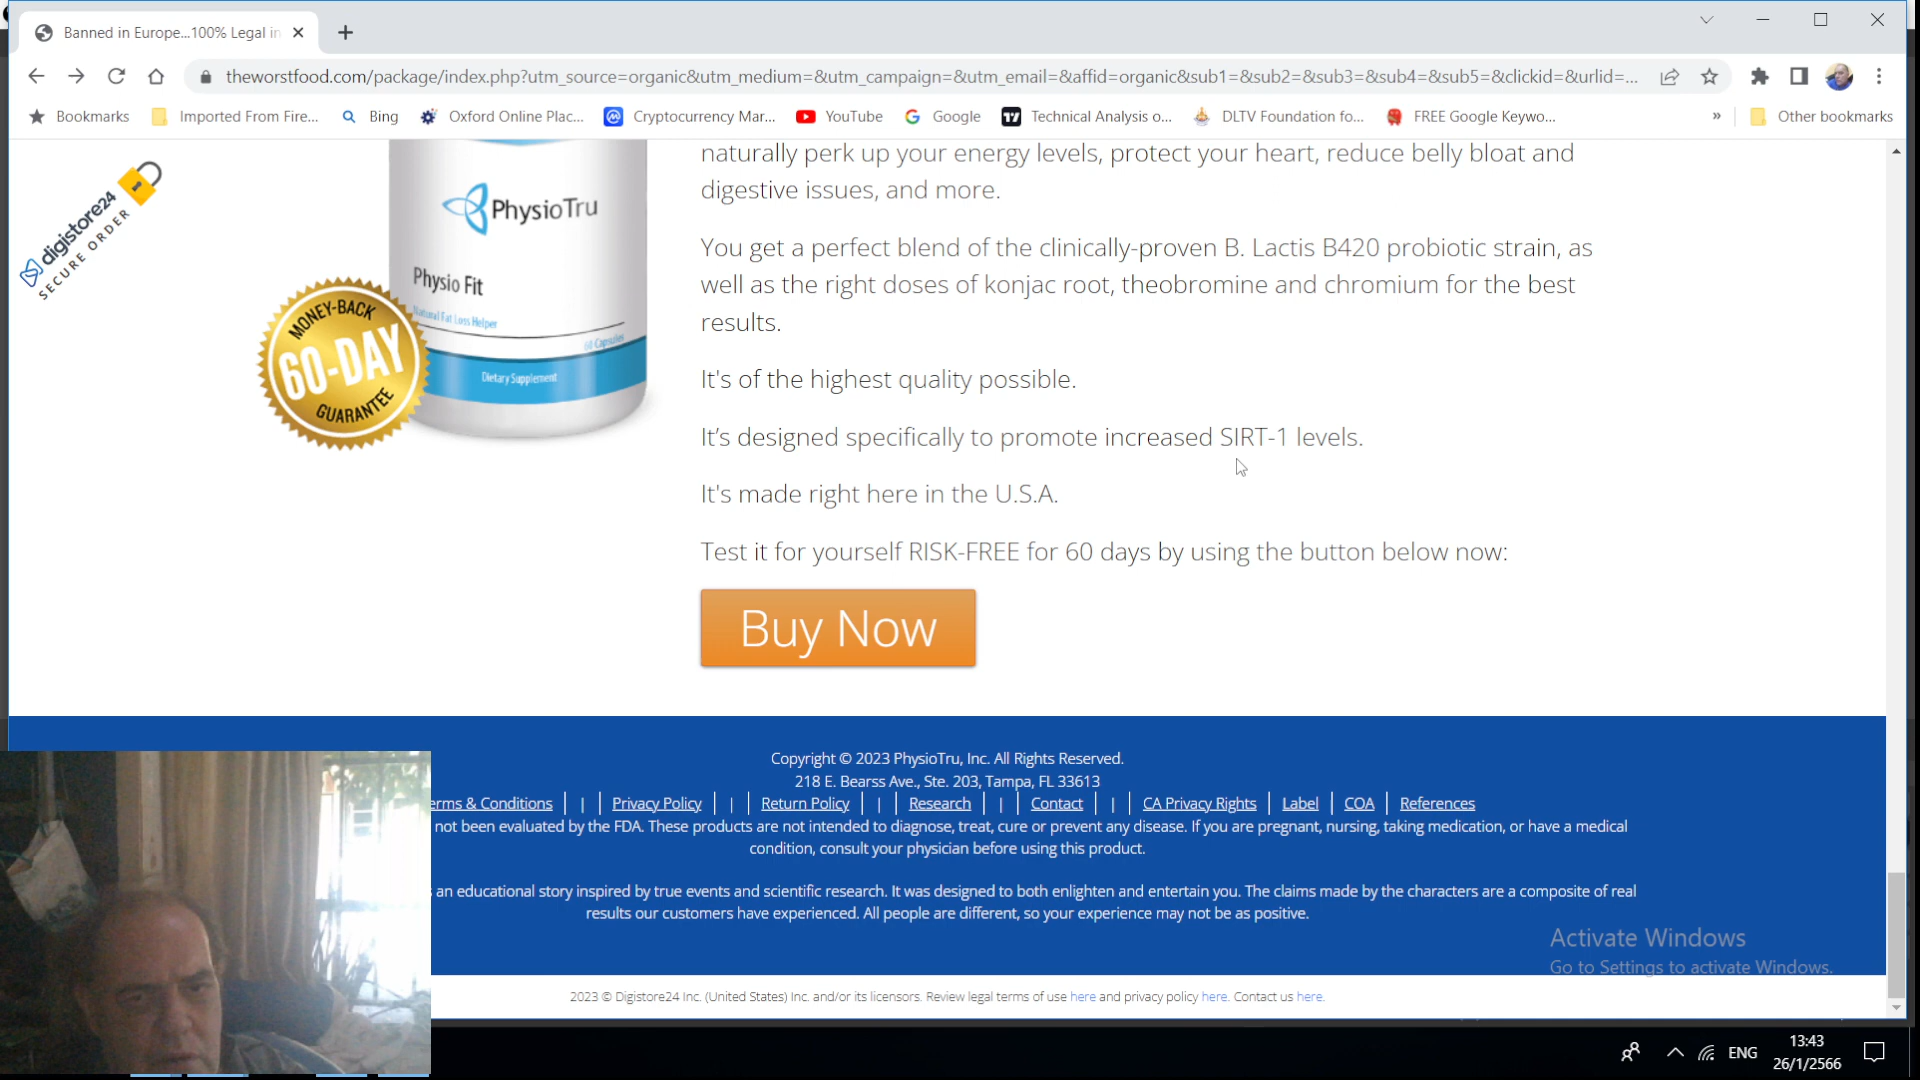 Banned in Europe...100% Legal in
theworstfood.com/package/index.php?utm_source=organic&utm_medium=&utm_campaign=&utm_email=&affid=organic&sub1=&sub2=&sub3=&sub4=&sub5=&clickid=&urlid=...
Bookmarks Imported From Fire... Bing Oxford Online Plac... Cryptocurrency Mar... YouTube Google Technical Analysis o... DLTV Foundation fo... FREE Google Keywo... » Other bookmarks
digistore24
SECURE ORDER
PhysioTru
Physio Fit
Natural Fat Loss Helper
60 Capsules
Dietary Supplement
MONEY-BACK
60-DAY
GUARANTEE
naturally perk up your energy levels, protect your heart, reduce belly bloat and
digestive issues, and more.
You get a perfect blend of the clinically-proven B. Lactis B420 probiotic strain, as
well as the right doses of konjac root, theobromine and chromium for the best
results.
It's of the highest quality possible.
It's designed specifically to promote increased SIRT-1 levels.
It's made right here in the U.S.A.
Test it for yourself RISK-FREE for 60 days by using the button below now:
Buy Now
Copyright © 2023 PhysioTru, Inc. All Rights Reserved.
218 E. Bearss Ave., Ste. 203, Tampa, FL 33613
erms & Conditions | | Privacy Policy | | Return Policy | | Research | | Contact | | CA Privacy Rights | Label | COA | References
not been evaluated by the FDA. These products are not intended to diagnose, treat, cure or prevent any disease. If you are pregnant, nursing, taking medication, or have a medical
condition, consult your physician before using this product.
an educational story inspired by true events and scientific research. It was designed to both enlighten and entertain you. The claims made by the characters are a composite of real
results our customers have experienced. All people are different, so your experience may not be as positive.
Activate Windows
Go to Settings to activate Windows.
2023 © Digistore24 Inc. (United States) Inc. and/or its licensors. Review legal terms of use here and privacy policy here. Contact us here.
ENG
13:43
26/1/2566